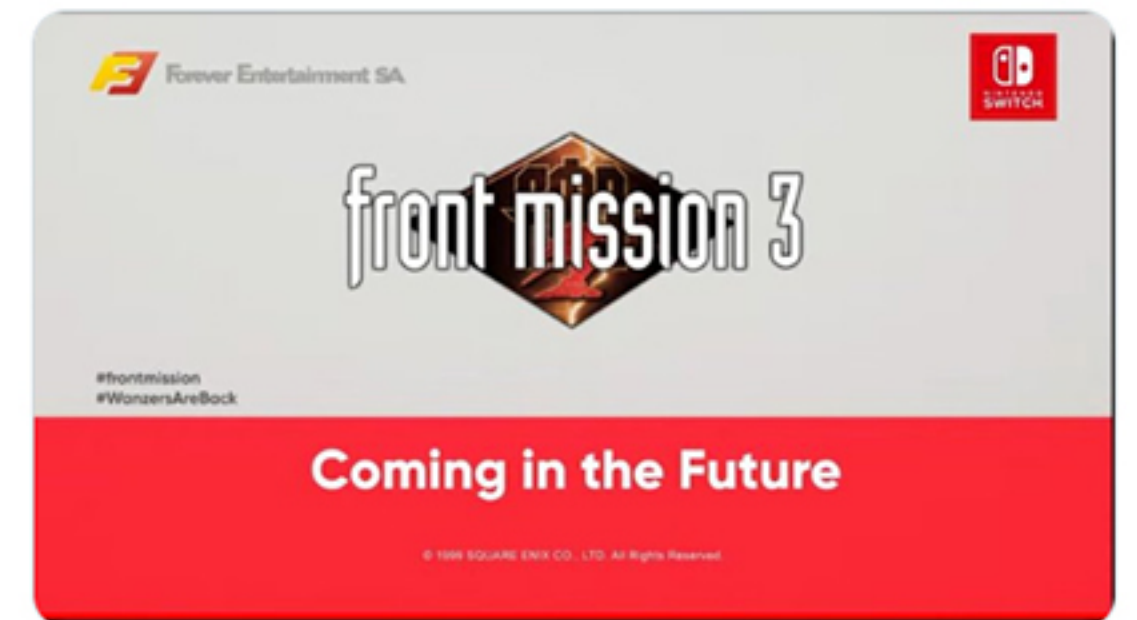 Forever Entertainment SA
NINTENDO
SWITCH
front mission 3
#frontmission
#WanzersAreBack
Coming in the Future
© 1999 SQUARE ENIX CO., LTD. All Rights Reserved.